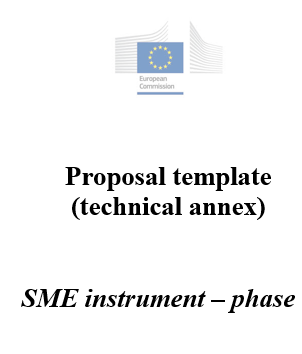 European
Commission
Proposal template
(technical annex)
SME instrument – phase